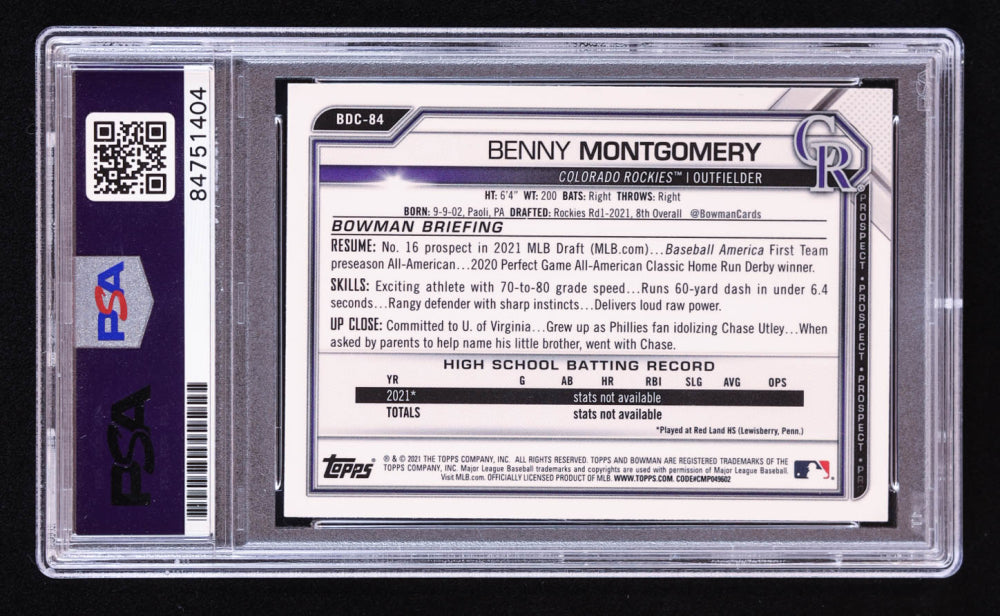 84751404
PSA
PSA
BDC-84
BENNY MONTGOMERY
COLORADO ROCKIES™ | OUTFIELDER
CR®
HT: 6'4" WT: 200 BATS: Right THROWS: Right
BORN: 9-9-02, Paoli, PA DRAFTED: Rockies Rd1-2021, 8th Overall @BowmanCards
BOWMAN BRIEFING
RESUME: No. 16 prospect in 2021 MLB Draft (MLB.com)...Baseball America First Team
preseason All-American...2020 Perfect Game All-American Classic Home Run Derby winner.
SKILLS: Exciting athlete with 70-to-80 grade speed...Runs 60-yard dash in under 6.4
seconds...Rangy defender with sharp instincts...Delivers loud raw power.
UP CLOSE: Committed to U. of Virginia...Grew up as Phillies fan idolizing Chase Utley...When
asked by parents to help name his little brother, went with Chase.
HIGH SCHOOL BATTING RECORD
YR G AB HR RBI SLG AVG OPS
2021* stats not available
TOTALS stats not available
*Played at Red Land HS (Lewisberry, Penn.)
Topps®
® & © 2021 THE TOPPS COMPANY, INC. ALL RIGHTS RESERVED. TOPPS AND BOWMAN ARE REGISTERED TRADEMARKS OF THE
TOPPS COMPANY, INC. Major League Baseball trademarks and copyrights are used with permission of Major League Baseball.
Visit MLB.com. OFFICIALLY LICENSED PRODUCT OF MLB. WWW.TOPPS.COM. CODE#CMP049602
PROSPECT • PROSPECT • PROSPECT • PROSPECT • PR